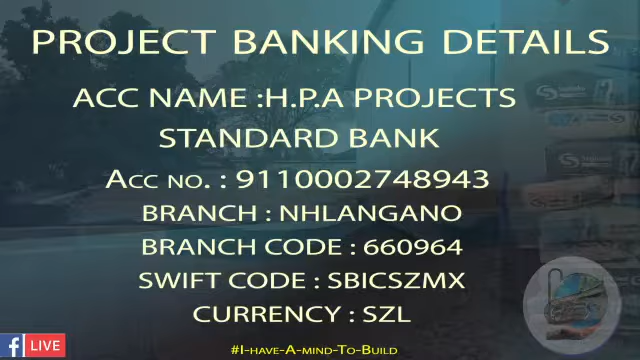 PROJECT BANKING DETAILS
ACC NAME :H.P.A PROJECTS
STANDARD BANK
ACC NO. : 9110002748943
BRANCH : NHLANGANO
BRANCH CODE : 660964
SWIFT CODE : SBICSZMX
CURRENCY : SZL
f LIVE
#I-HAVE-A-MIND-TO-BUILD